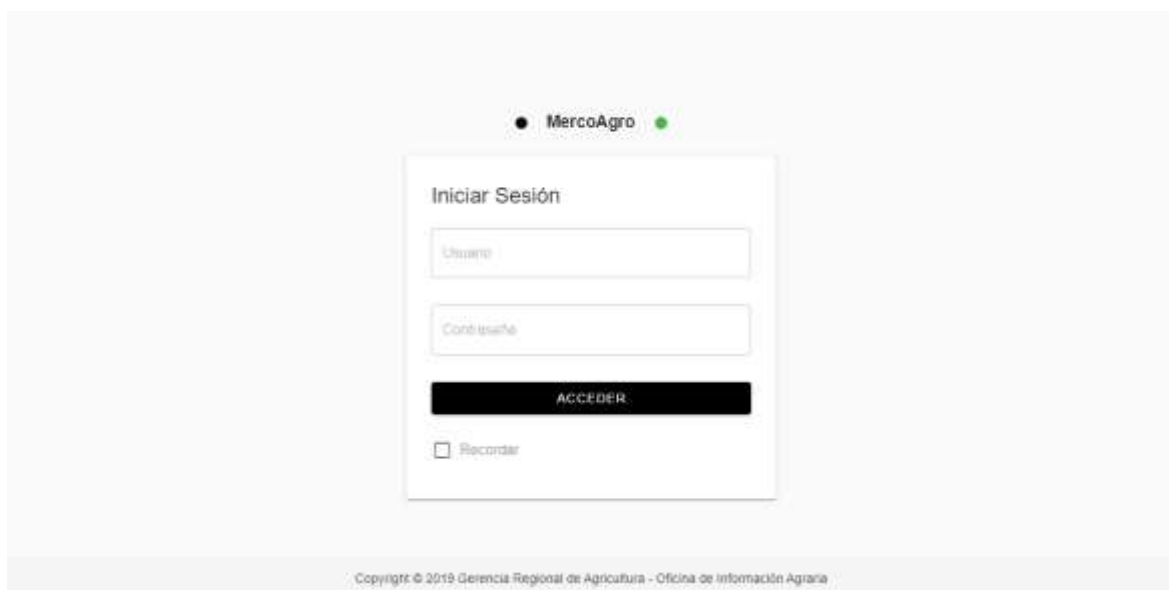 MercoAgro
Iniciar Sesión
Usuario
Contraseña
ACCEDER
Recordar
Copyright © 2019 Gerencia Regional de Agricultura - Oficina de Información Agraria